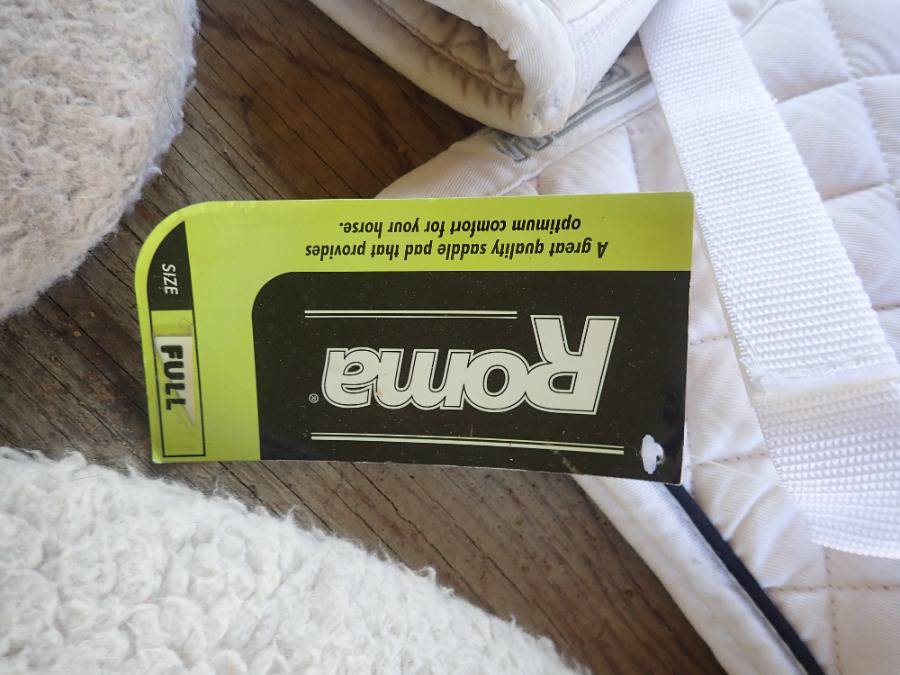 Roma®
A great quality saddle pad that provides
optimum comfort for your horse.
SIZE
FULL